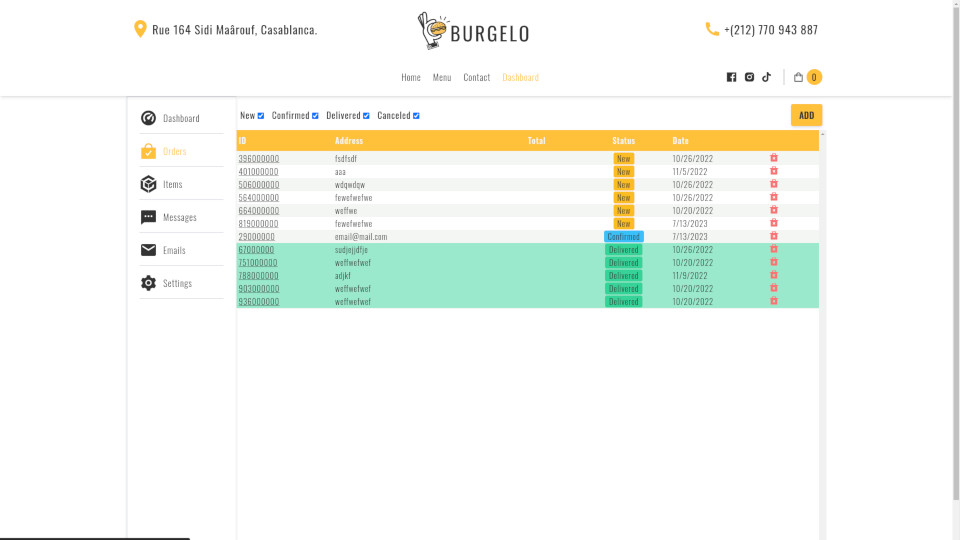 Rue 164 Sidi Maârouf, Casablanca.
BURGELO
+(212) 770 943 887
Home Menu Contact Dashboard
0
Dashboard
Orders
Items
Messages
Emails
Settings
New Confirmed Delivered Canceled
ADD
ID Address Total Status Date
396000000 fsdfsdf New 10/26/2022
401000000 aaa New 11/5/2022
506000000 wdqwdqw New 10/26/2022
564000000 fewefwefwe New 10/26/2022
664000000 weffwe New 10/20/2022
819000000 fewefwefwe New 7/13/2023
29000000 email@mail.com Confirmed 7/13/2023
67000000 sudjejjdfje Delivered 10/26/2022
751000000 weffwefwef Delivered 10/20/2022
788000000 adjkf Delivered 11/9/2022
903000000 weffwefwef Delivered 10/20/2022
936000000 weffwefwef Delivered 10/20/2022